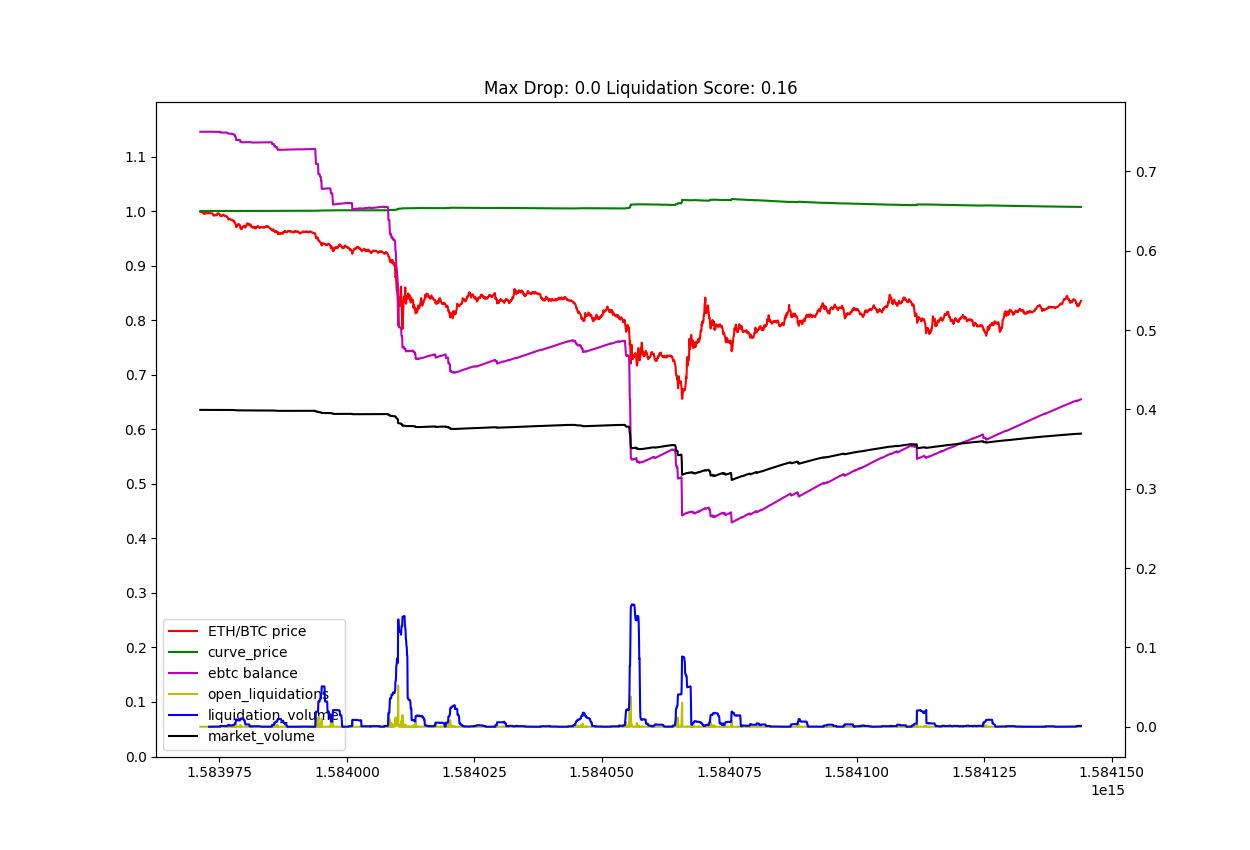 Max Drop: 0.0 Liquidation Score: 0.16
1.1
1.0
0.9
0.8
0.7
0.6
0.5
0.4
0.3
0.2
0.1
0.0
0.7
0.6
0.5
0.4
0.3
0.2
0.1
0.0
ETH/BTC price
curve_price
ebtc balance
open_liquidations
liquidation_volume
market_volume
1.583975 1.584000 1.584025 1.584050 1.584075 1.584100 1.584125 1.584150
1e15